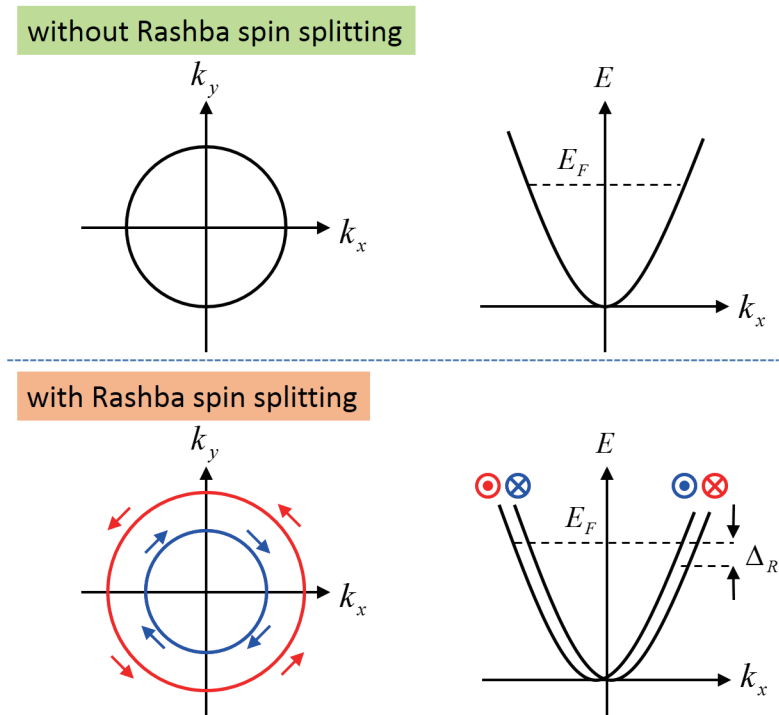 without Rashba spin splitting
k_y
k_x
E
E_F
k_x
with Rashba spin splitting
k_y
k_x
E
E_F
Δ_R
k_x